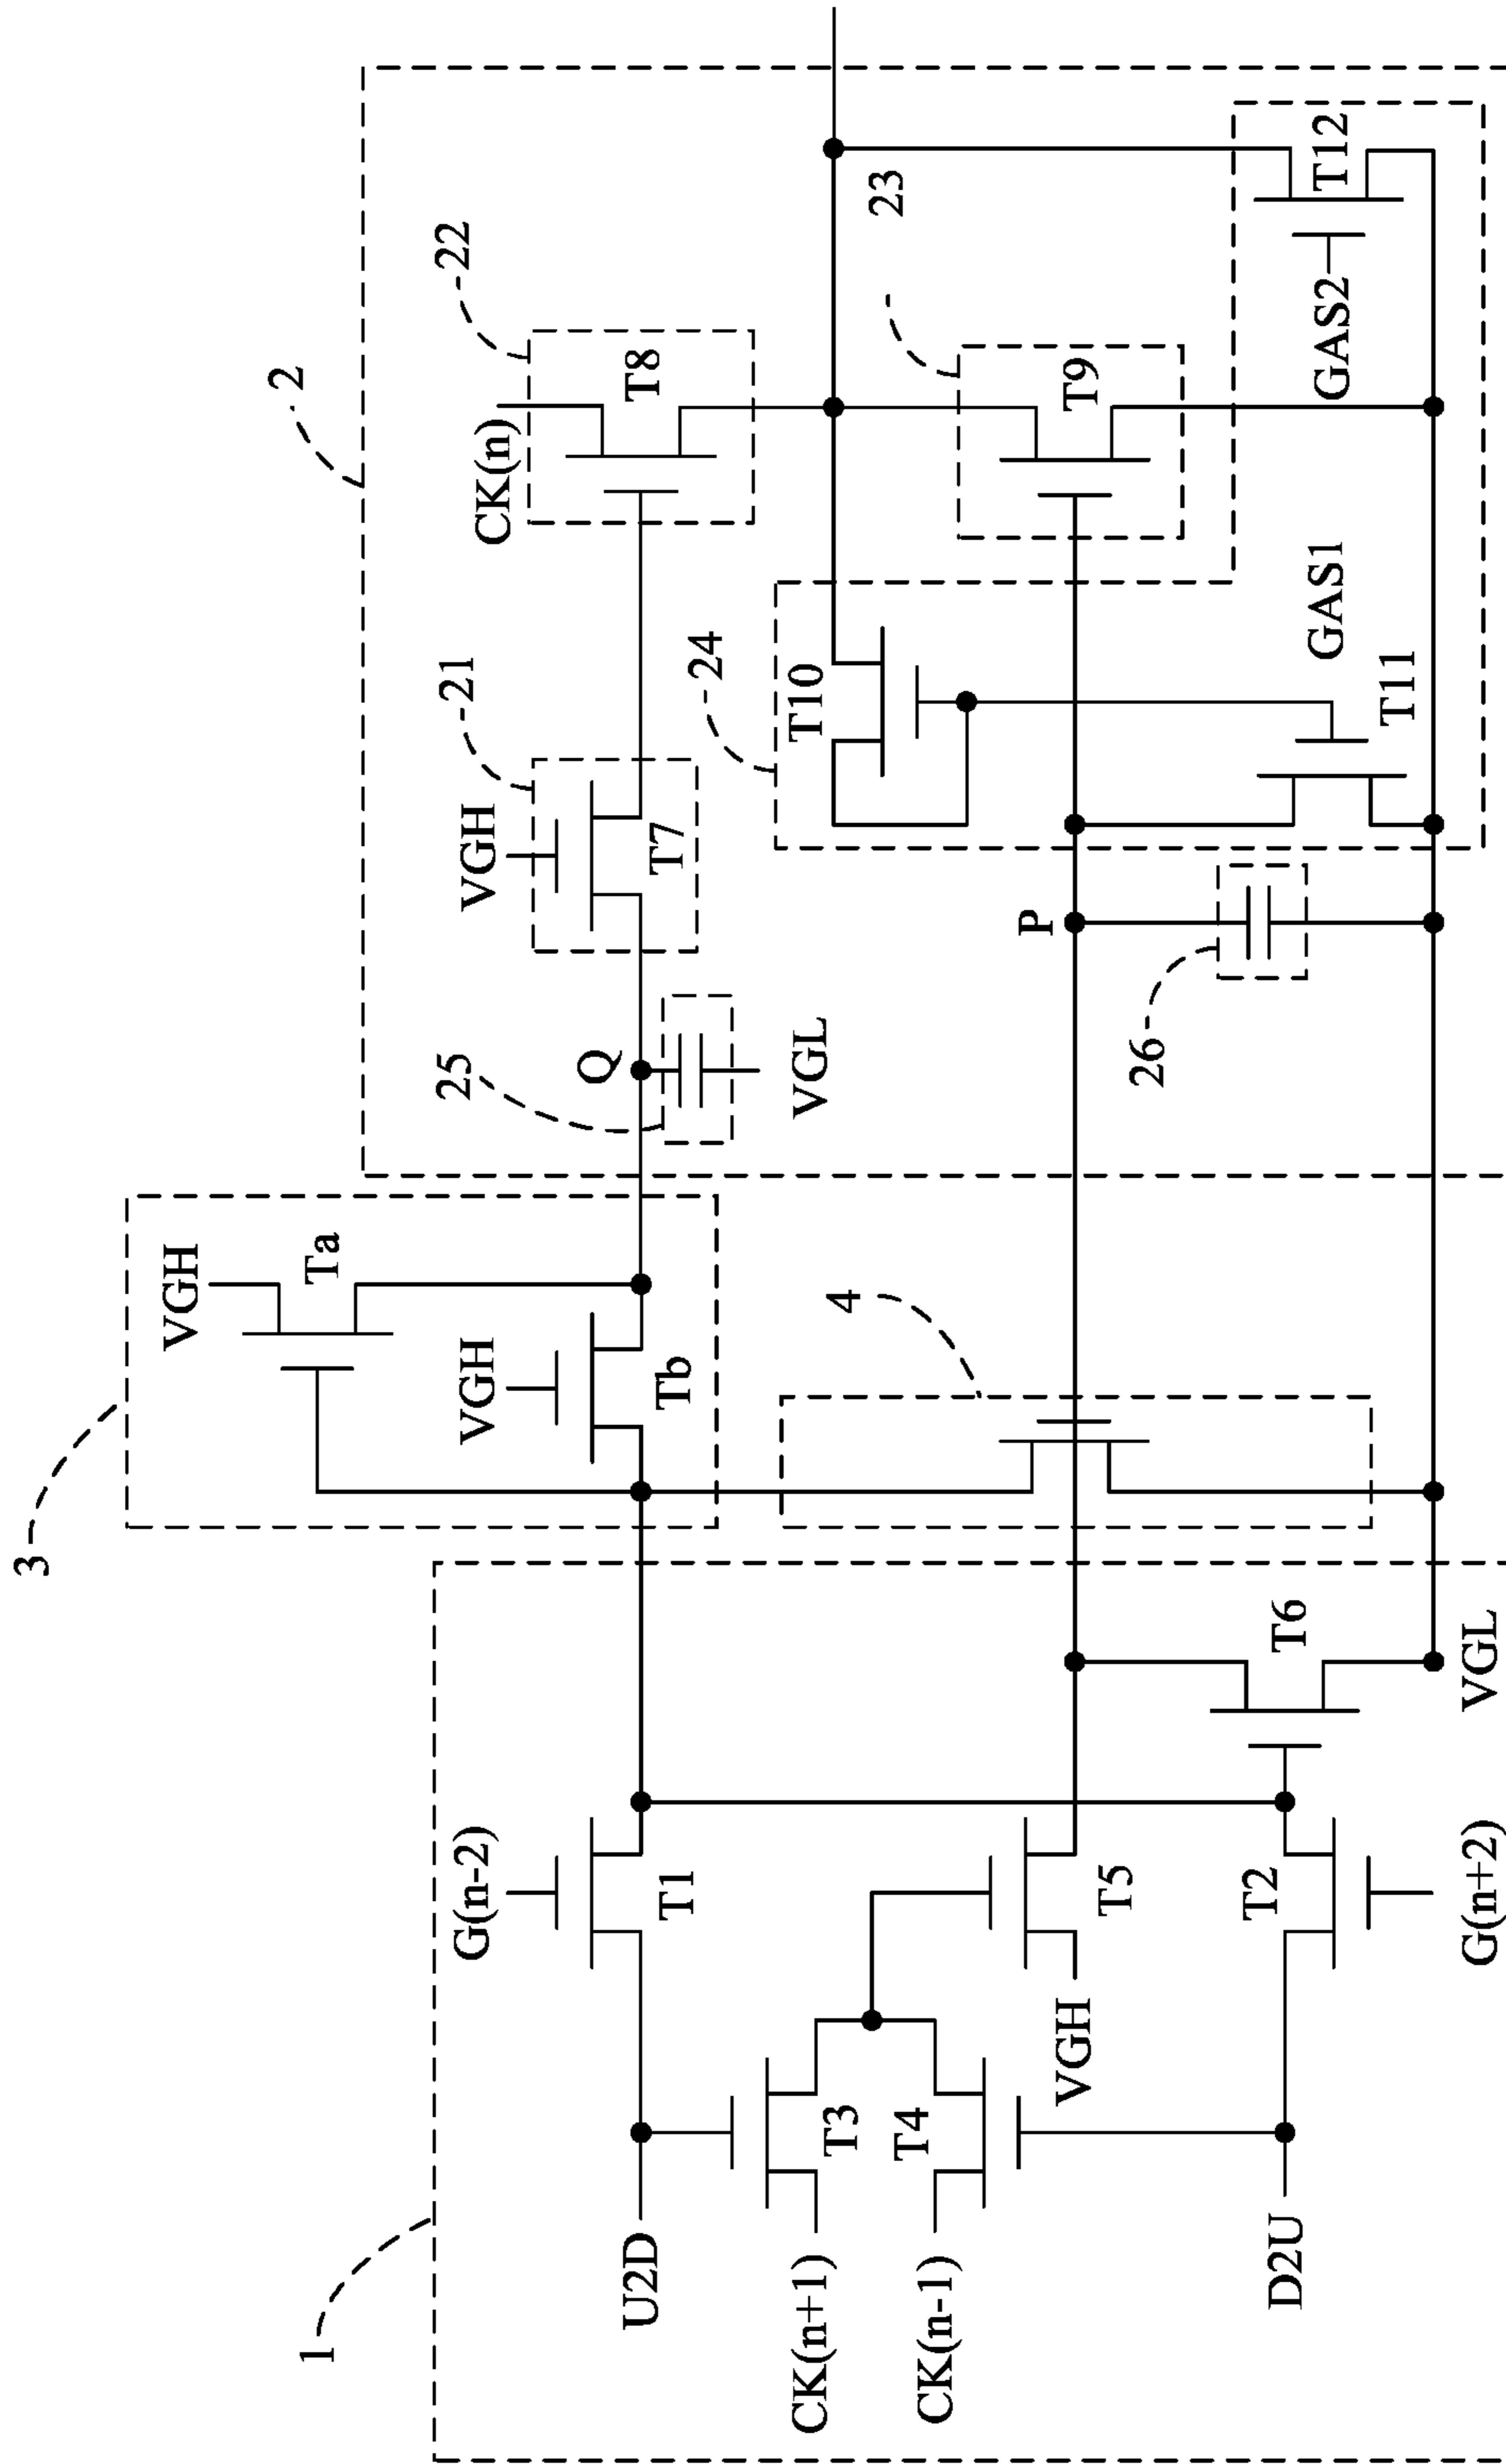 3
VGH
Ta
VGH
Tb
2
1
G(n-2)
T1
U2D
25
Q
VGL
21
VGH
T7
22
CK(n)
T8
CK(n+1)
T3
CK(n-1)
T4
VGH
T5
4
P
24
T10
23
T9
D2U
T2
G(n+2)
T6
VGL
26
GAS1
T11
GAS2
T12